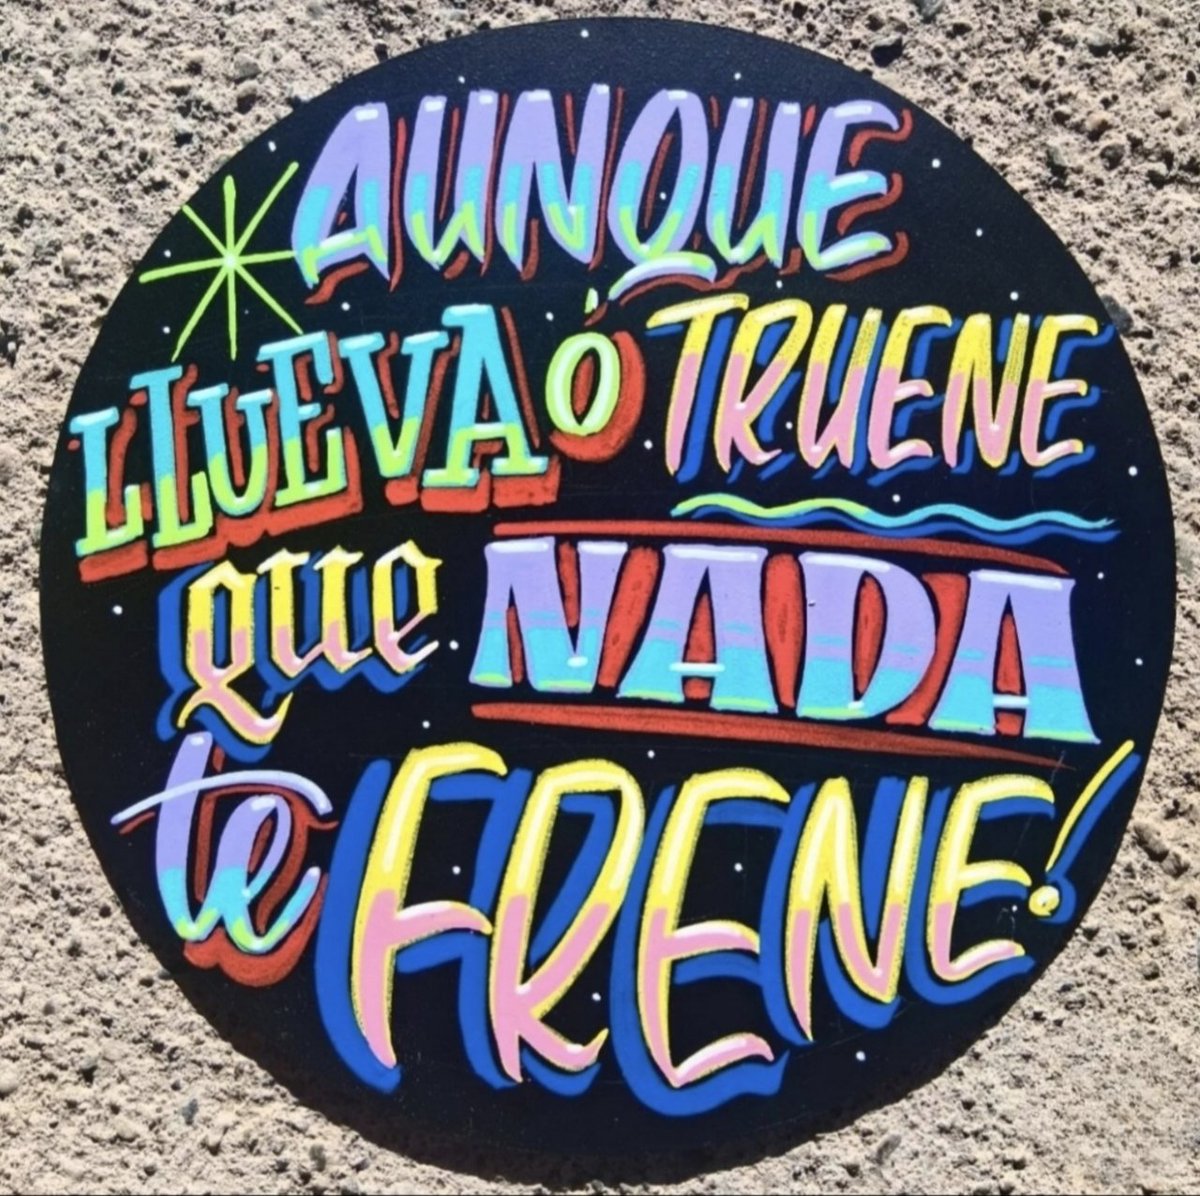 AUNQUE
LLUEVA Ó TRUENE
que NADA
te FRENE!